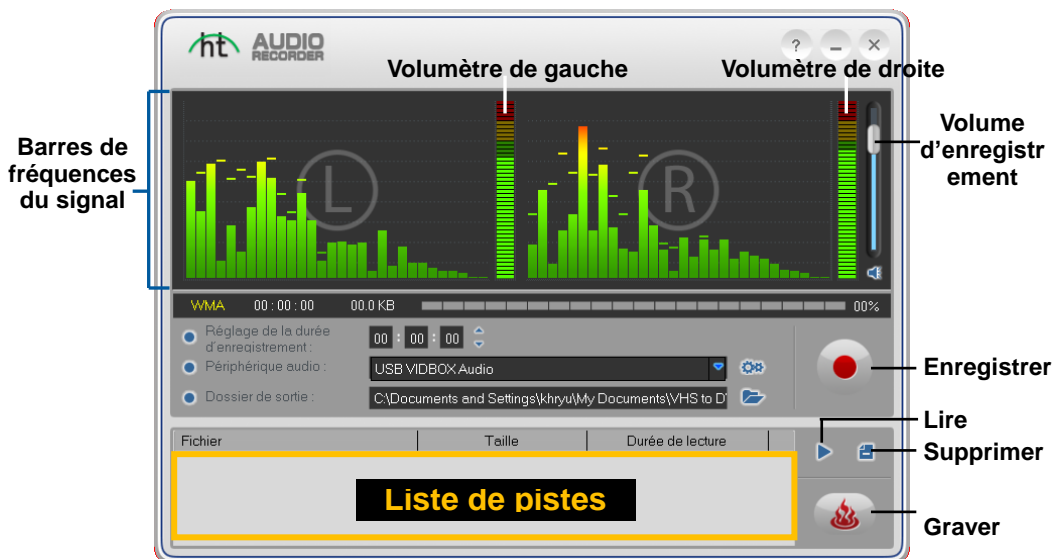 ht AUDIO RECORDER
?
Volumètre de gauche
Volumètre de droite
Barres de
fréquences
du signal
L
R
Volume
d'enregistr
ement
WMA 00 : 00 : 00 00.0 KB 00%
Réglage de la durée
d'enregistrement :
00 : 00 : 00
Périphérique audio : USB VIDBOX Audio
Dossier de sortie : C:\Documents and Settings\khryu\My Documents\VHS to D
Enregistrer
Lire
Supprimer
Fichier Taille Durée de lecture
Liste de pistes
Graver